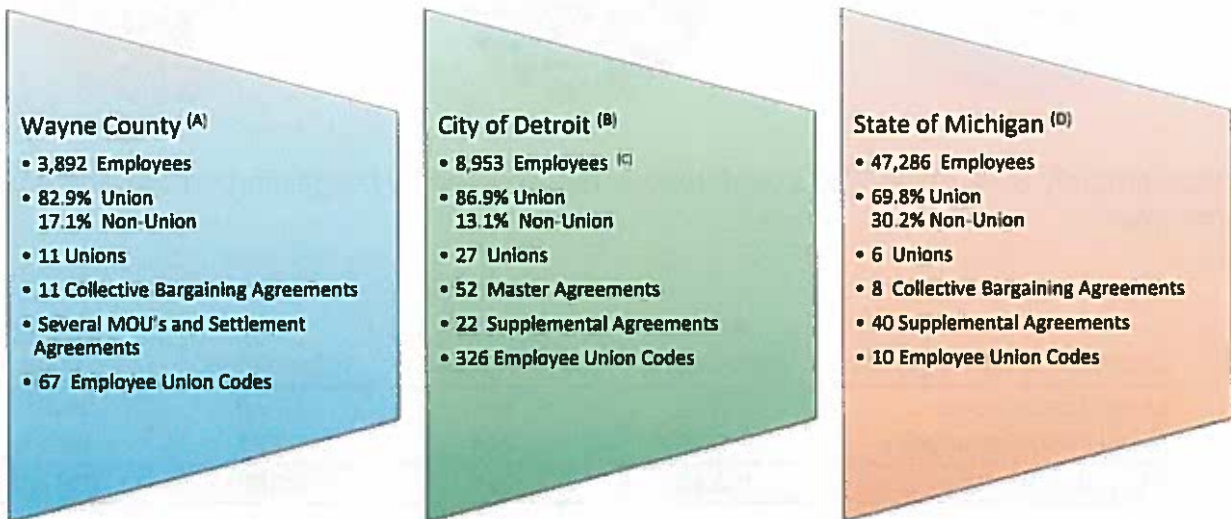 Wayne County (A)
• 3,892 Employees
• 82.9% Union
17.1% Non-Union
• 11 Unions
• 11 Collective Bargaining Agreements
• Several MOU's and Settlement
Agreements
• 67 Employee Union Codes
City of Detroit (B)
• 8,953 Employees (C)
• 86.9% Union
13.1% Non-Union
• 27 Unions
• 52 Master Agreements
• 22 Supplemental Agreements
• 326 Employee Union Codes
State of Michigan (D)
• 47,286 Employees
• 69.8% Union
30.2% Non-Union
• 6 Unions
• 8 Collective Bargaining Agreements
• 40 Supplemental Agreements
• 10 Employee Union Codes